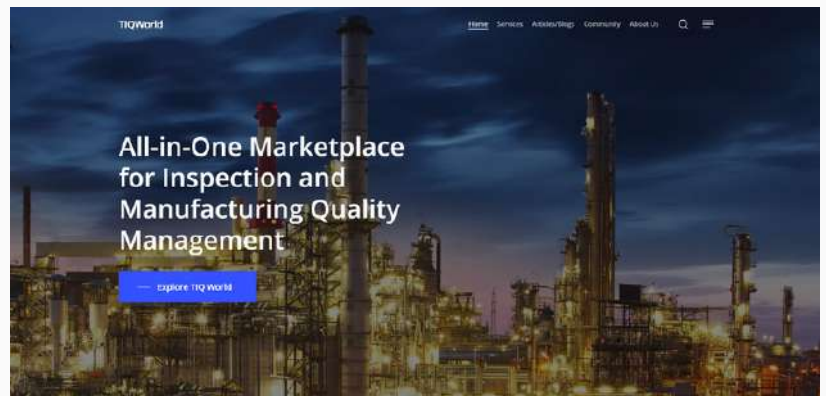 TIQWorld
Home Services Articles/Blogs Community About Us
All-in-One Marketplace
for Inspection and
Manufacturing Quality
Management
Explore TIQ World